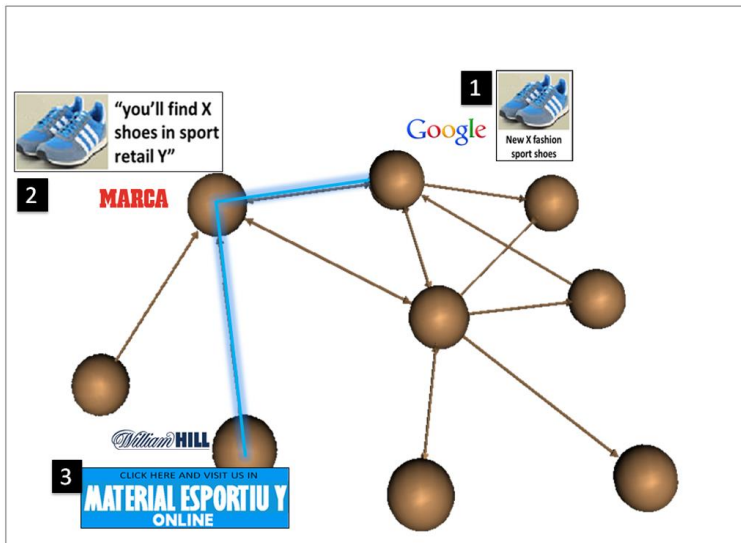 1
Google
New X fashion
sport shoes
"you'll find X
shoes in sport
retail Y"
2
MARCA
William HILL
3
CLICK HERE AND VISIT US IN
MATERIAL ESPORTIU Y
ONLINE